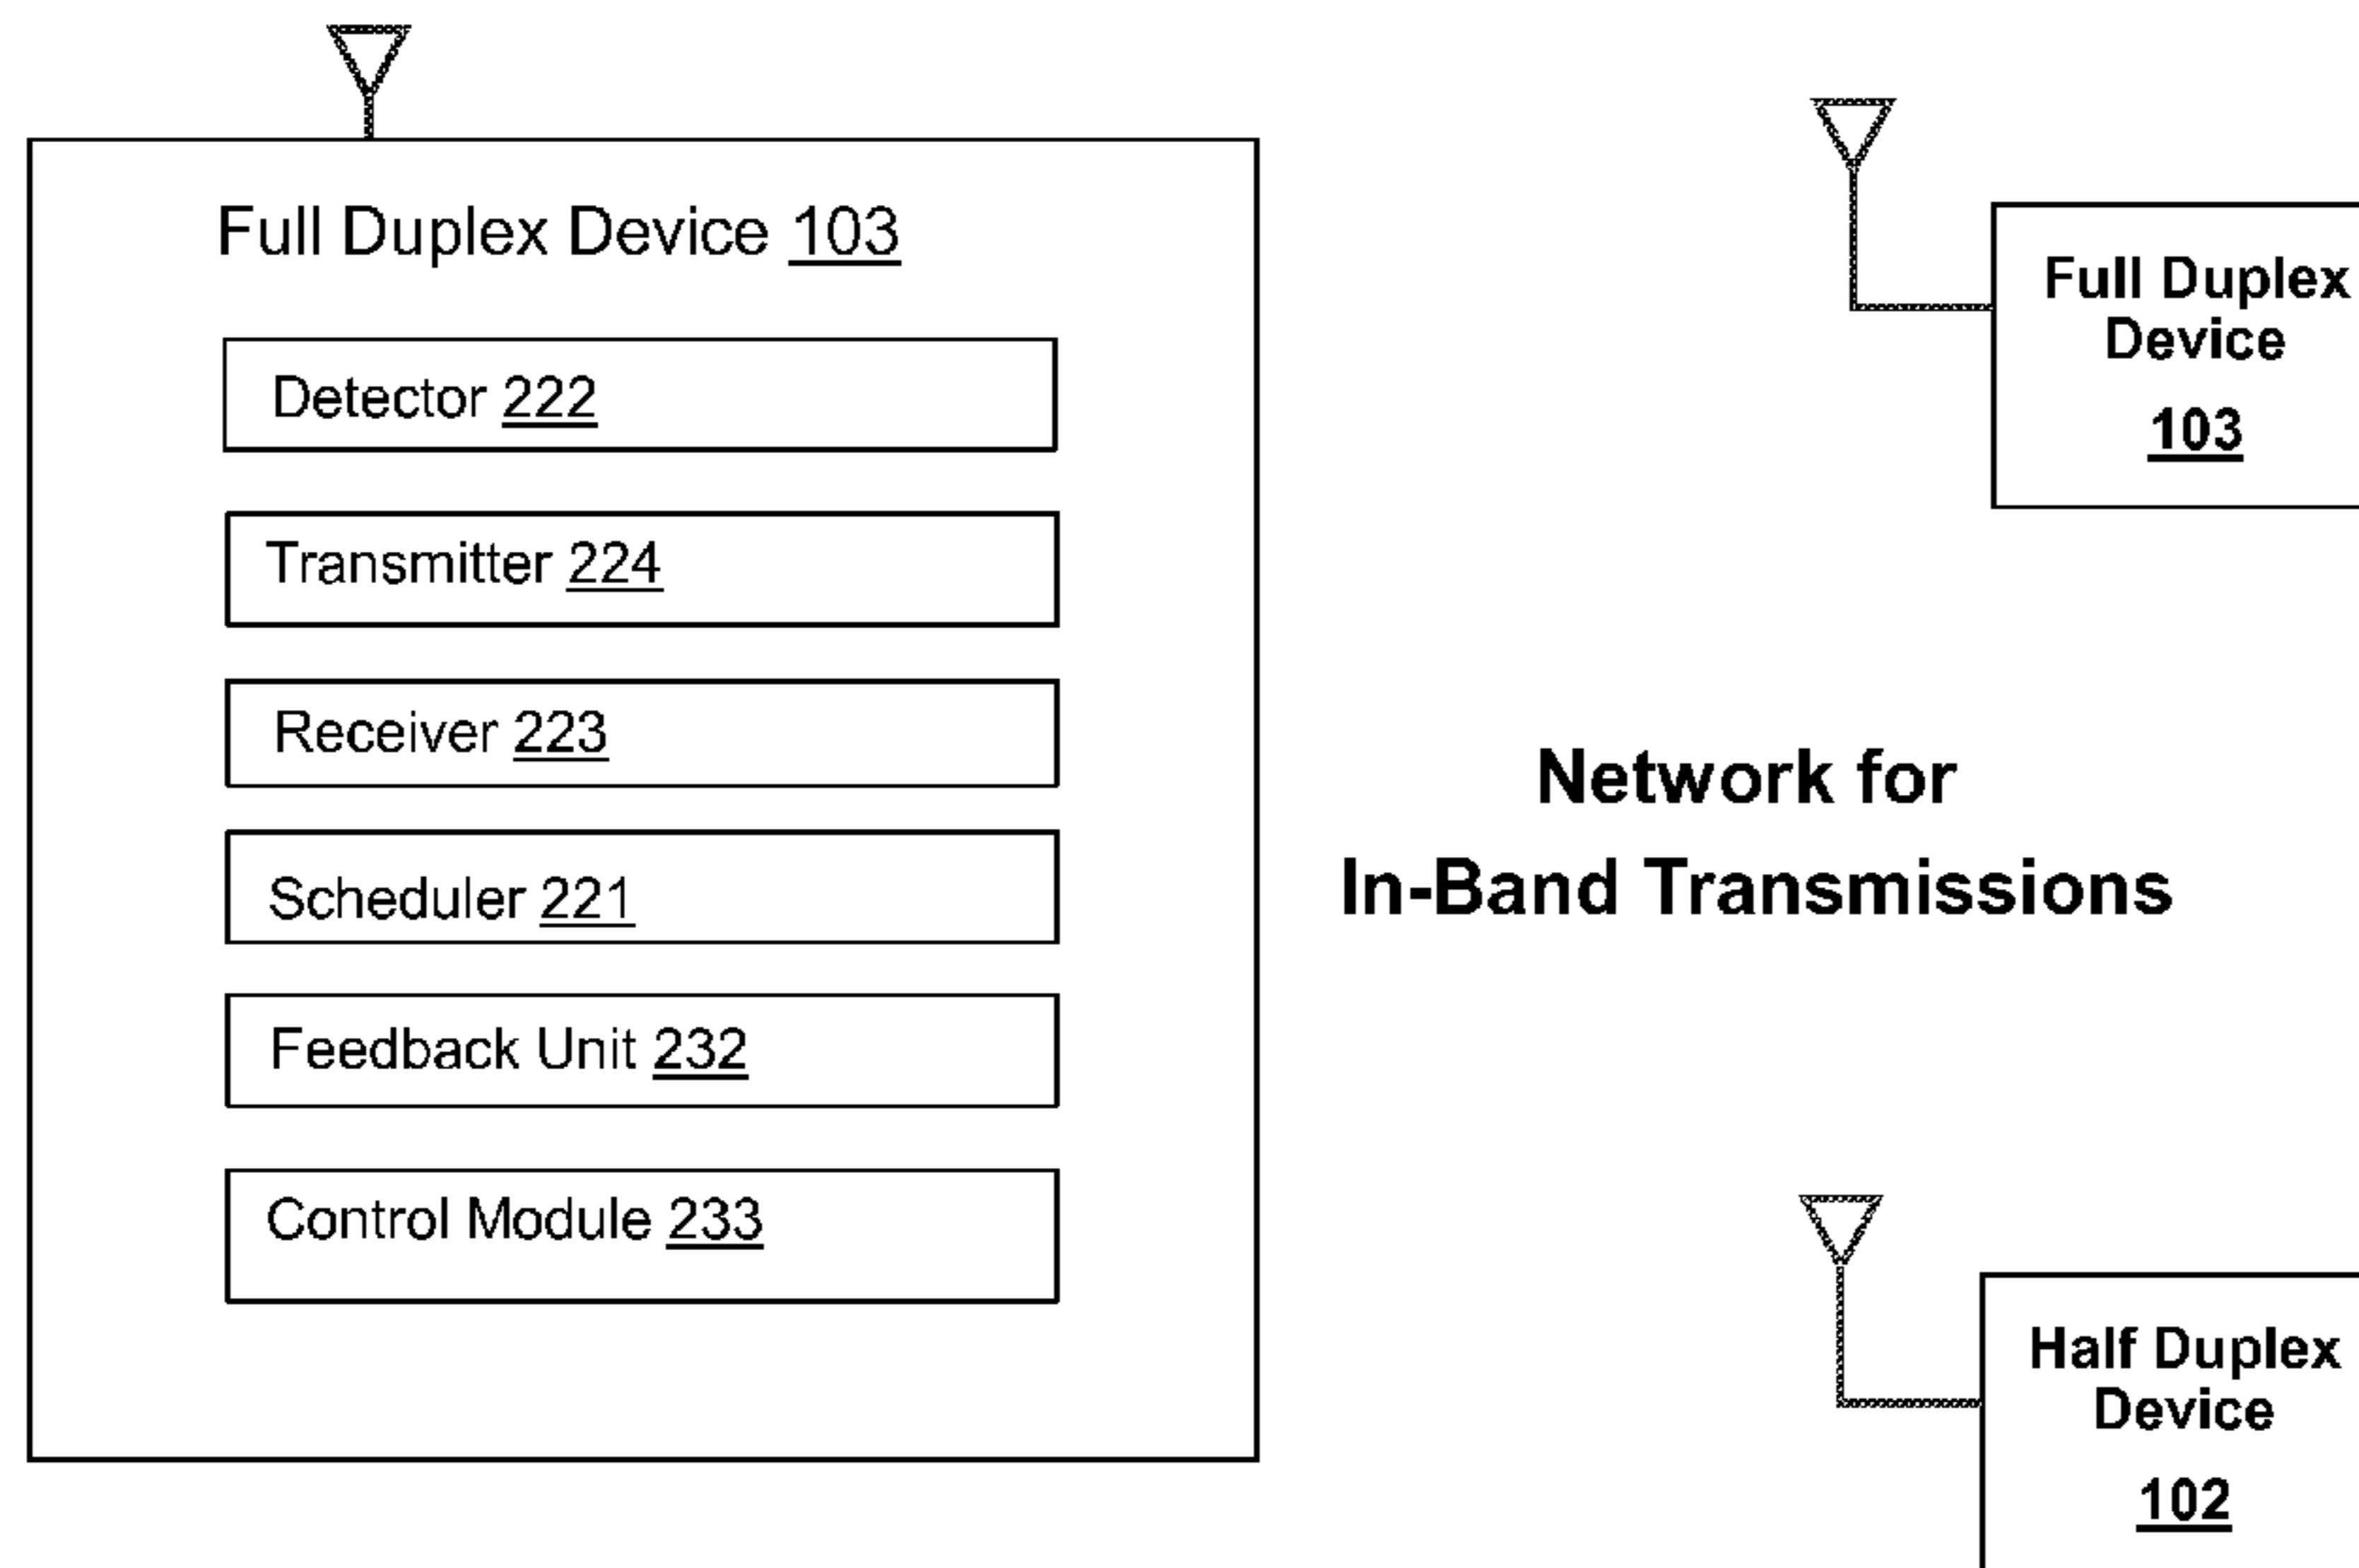 Full Duplex Device 103
Detector 222
Transmitter 224
Receiver 223
Scheduler 221
Feedback Unit 232
Control Module 233
Full Duplex
Device
103
Network for
In-Band Transmissions
Half Duplex
Device
102